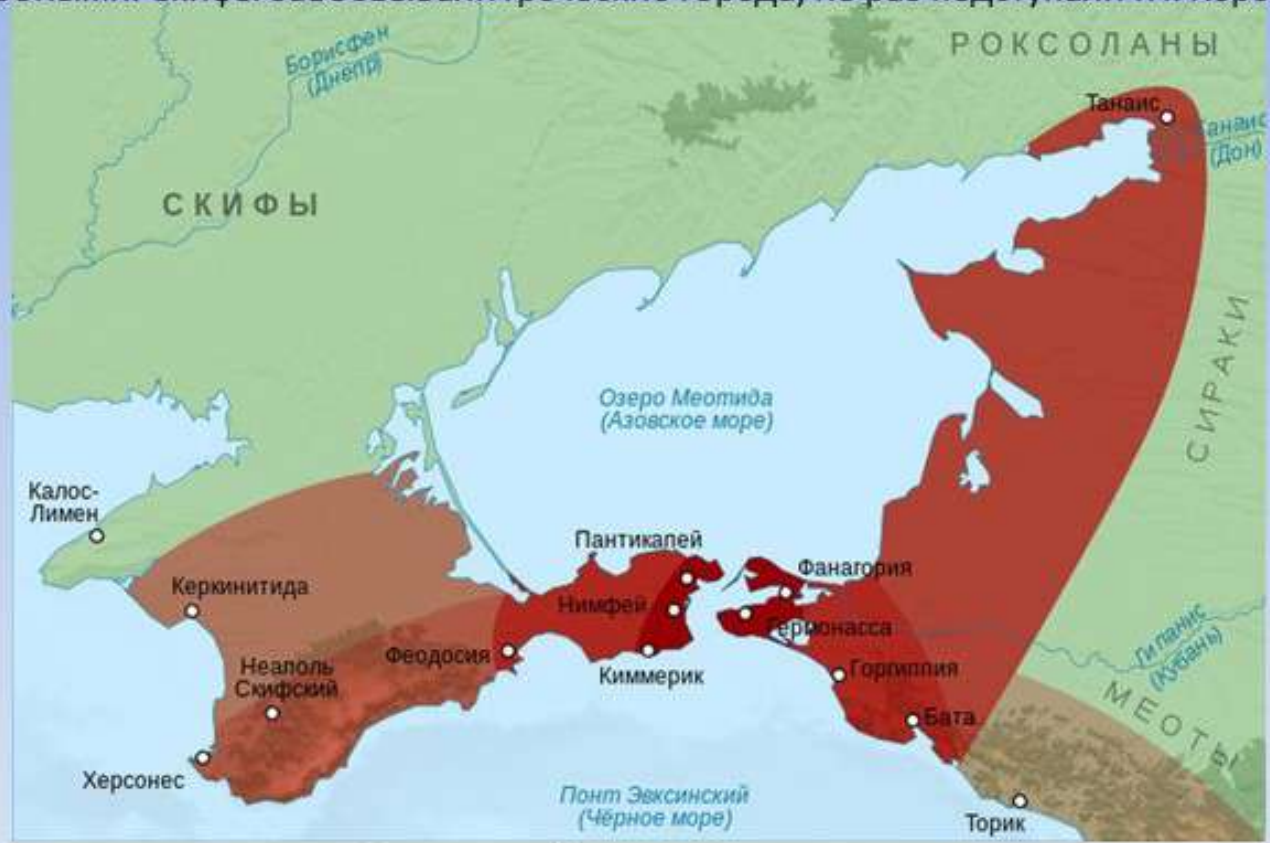 РОКСОЛАНЫ
Борисфен
(Днепр)
Танаис
Танаис
(Дон)
СКИФЫ
СИРАКИ
Озеро Меотида
(Азовское море)
Калос-
Лимен
Пантикапей
Фанагория
Керкинитида
Нимфей
Гермонасса
Гипанис
(Кубань)
Феодосия
Неаполь
Скифский
Киммерик
Горгиппия
МЕОТЫ
Бата
Херсонес
Понт Эвксинский
(Чёрное море)
Торик